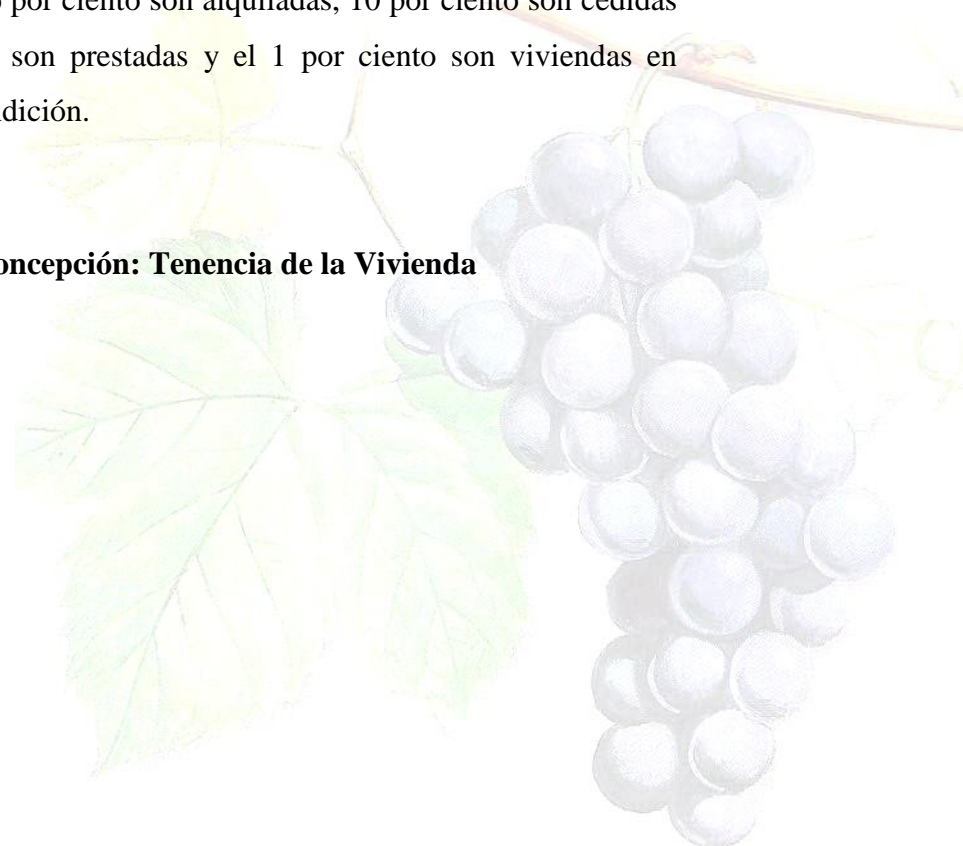 por ciento son alquiladas, 10 por ciento son cedidas
son prestadas y el 1 por ciento son viviendas en
dición.
oncepción: Tenencia de la Vivienda